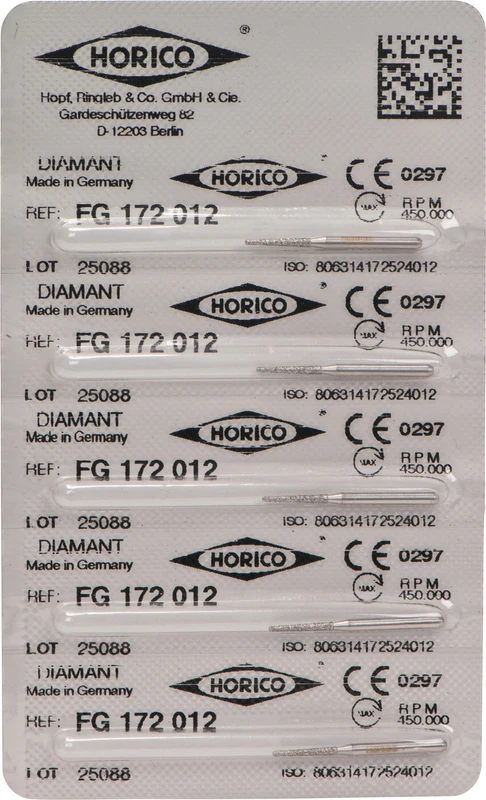 HORICO ®
Hopf, Ringleb & Co. GmbH & Cie.
Gardeschützenweg 82
D-12203 Berlin
DIAMANT HORICO ® CE 0297
Made in Germany
MAX RPM
REF: FG 172 012 450.000
LOT 25088 ISO: 806314172524012
DIAMANT HORICO ® CE 0297
Made in Germany
MAX RPM
REF: FG 172 012 450.000
LOT 25088 ISO: 806314172524012
DIAMANT HORICO ® CE 0297
Made in Germany
MAX RPM
REF: FG 172 012 450.000
LOT 25088 ISO: 806314172524012
DIAMANT HORICO ® CE 0297
Made in Germany
MAX RPM
REF: FG 172 012 450.000
LOT 25088 ISO: 806314172524012
DIAMANT HORICO ® CE 0297
Made in Germany
MAX RPM
REF: FG 172 012 450.000
LOT 25088 ISO: 806314172524012